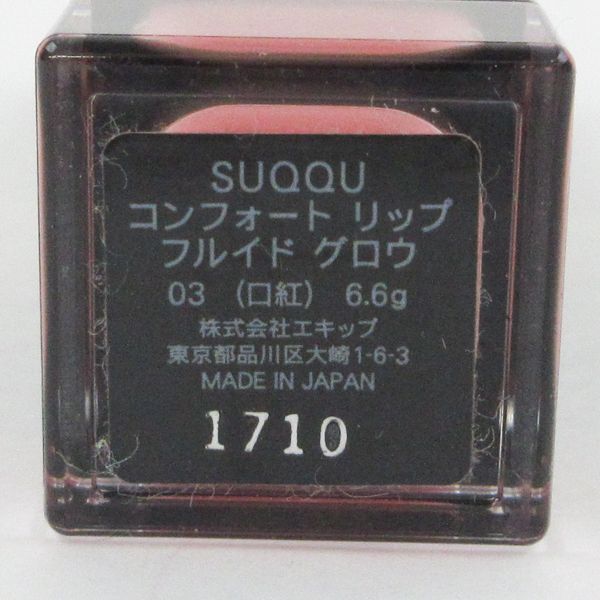 SUQQU
コンフォート リップ
フルイド グロウ
03 (口紅) 6.6g
株式会社エキップ
東京都品川区大崎1-6-3
MADE IN JAPAN
1710